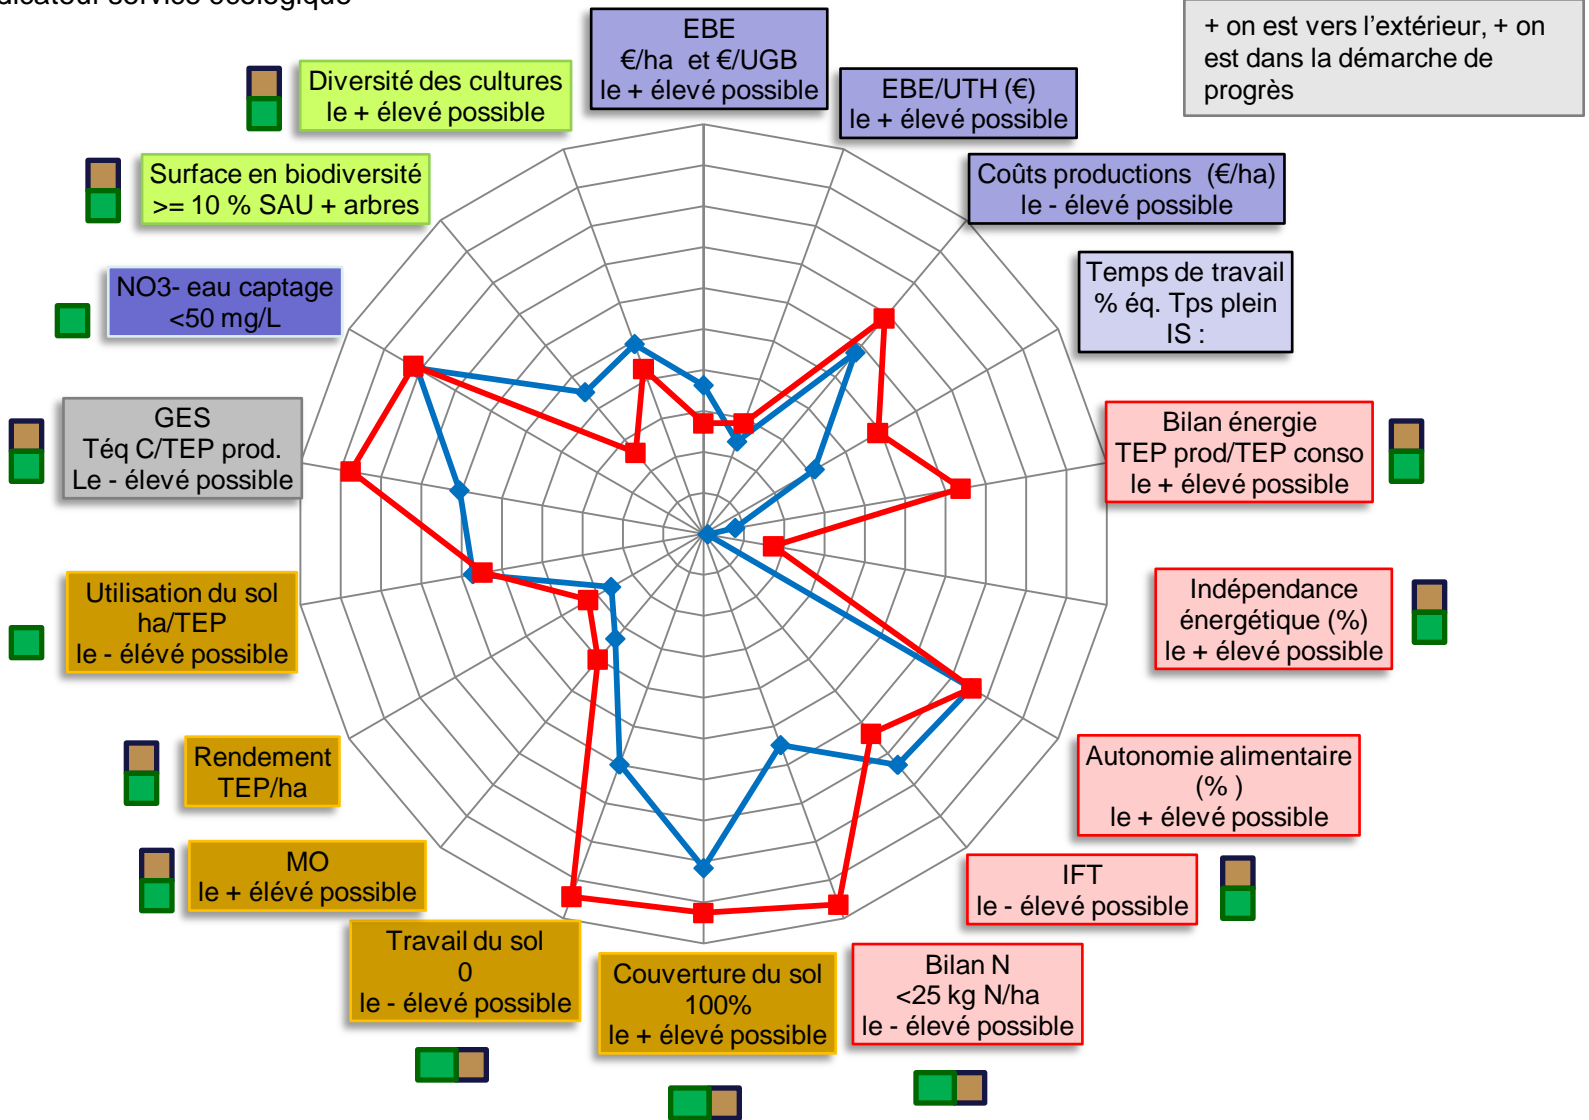 service écologique
+ on est vers l'extérieur, + on
est dans la démarche de
progrès
EBE
€/ha et €/UGB
le + élevé possible
EBE/UTH (€)
le + élevé possible
Coûts productions (€/ha)
le - élevé possible
Temps de travail
% éq. Tps plein
IS :
Bilan énergie
TEP prod/TEP conso
le + élevé possible
Indépendance
énergétique (%)
le + élevé possible
Autonomie alimentaire
(% )
le + élevé possible
IFT
le - élevé possible
Bilan N
<25 kg N/ha
le - élevé possible
Couverture du sol
100%
le + élevé possible
Travail du sol
0
le - élevé possible
MO
le + élévé possible
Rendement
TEP/ha
Utilisation du sol
ha/TEP
le - élévé possible
GES
Téq C/TEP prod.
Le - élevé possible
NO3- eau captage
<50 mg/L
Surface en biodiversité
>= 10 % SAU + arbres
Diversité des cultures
le + élevé possible